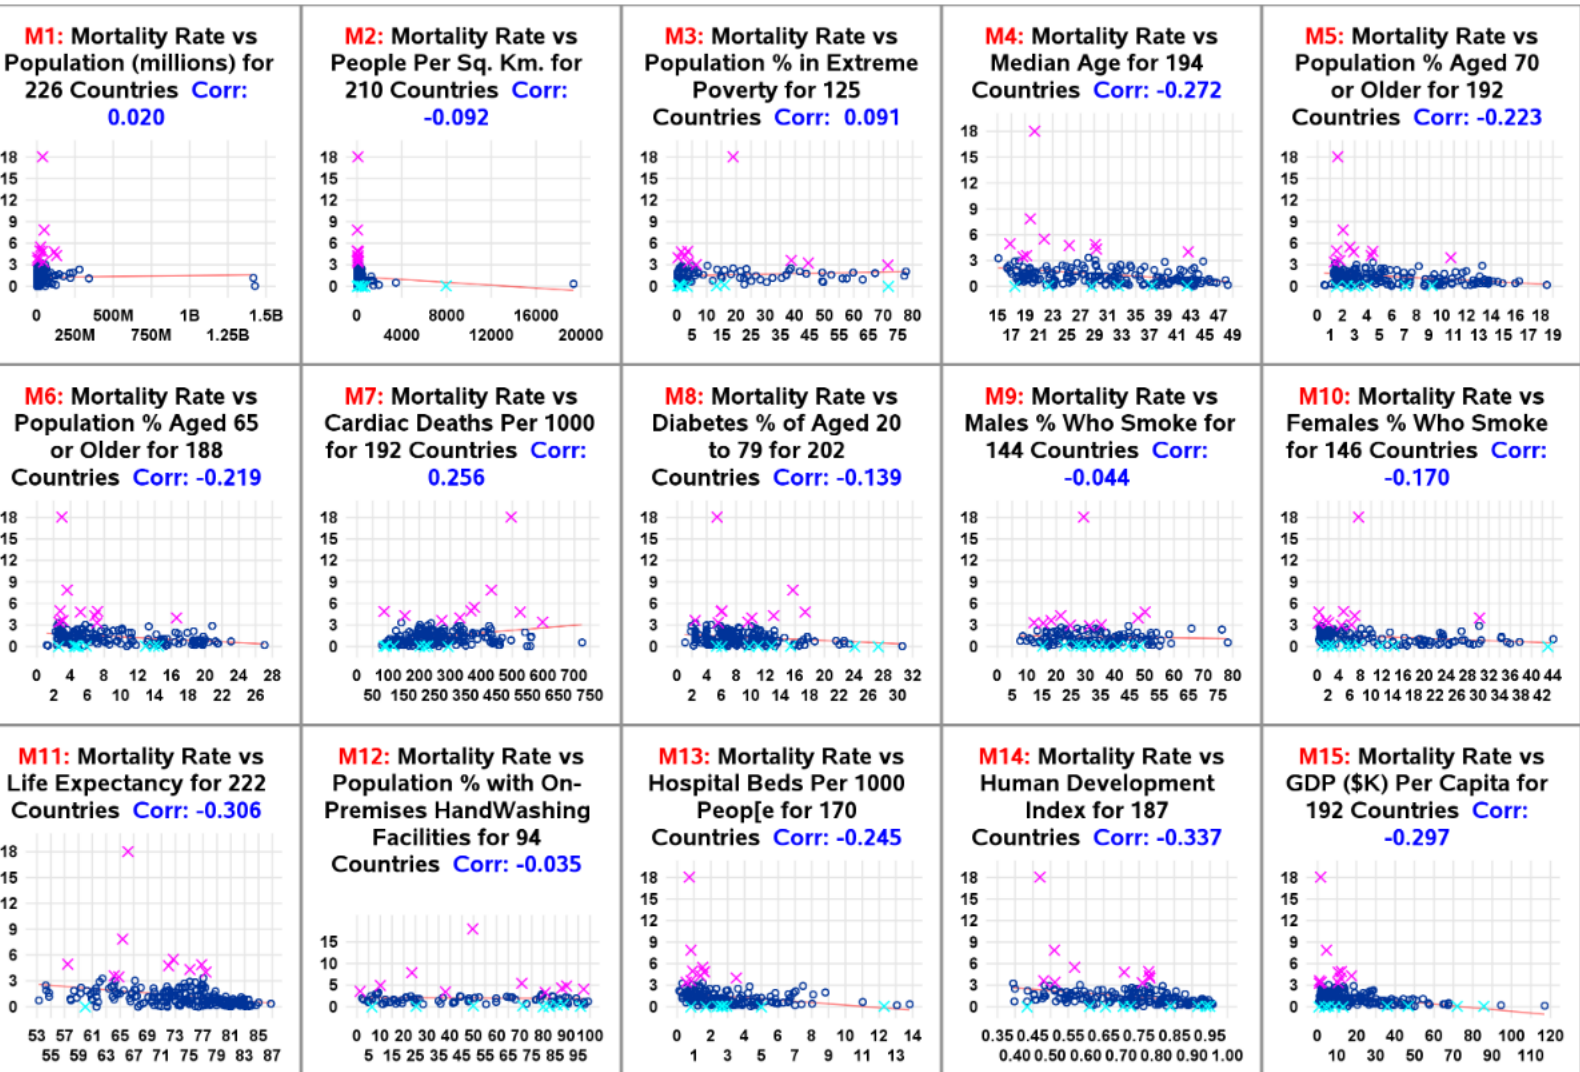 M1: Mortality Rate vs
Population (millions) for
226 Countries Corr:
0.020
18
15
12
9
6
3
0
0 500M 1B 1.5B
250M 750M 1.25B
M2: Mortality Rate vs
People Per Sq. Km. for
210 Countries Corr:
-0.092
18
15
12
9
6
3
0
0 8000 16000
4000 12000 20000
M3: Mortality Rate vs
Population % in Extreme
Poverty for 125
Countries Corr: 0.091
18
15
12
9
6
3
0
0 10 20 30 40 50 60 70 80
5 15 25 35 45 55 65 75
M4: Mortality Rate vs
Median Age for 194
Countries Corr: -0.272
18
15
12
9
6
3
0
15 19 23 27 31 35 39 43 47
17 21 25 29 33 37 41 45 49
M5: Mortality Rate vs
Population % Aged 70
or Older for 192
Countries Corr: -0.223
18
15
12
9
6
3
0
0 2 4 6 8 10 12 14 16 18
1 3 5 7 9 11 13 15 17 19
M6: Mortality Rate vs
Population % Aged 65
or Older for 188
Countries Corr: -0.219
18
15
12
9
6
3
0
0 4 8 12 16 20 24 28
2 6 10 14 18 22 26
M7: Mortality Rate vs
Cardiac Deaths Per 1000
for 192 Countries Corr:
0.256
18
15
12
9
6
3
0
0 100 200 300 400 500 600 700
50 150 250 350 450 550 650 750
M8: Mortality Rate vs
Diabetes % of Aged 20
to 79 for 202
Countries Corr: -0.139
18
15
12
9
6
3
0
0 4 8 12 16 20 24 28 32
2 6 10 14 18 22 26 30
M9: Mortality Rate vs
Males % Who Smoke for
144 Countries Corr:
-0.044
18
15
12
9
6
3
0
0 10 20 30 40 50 60 70 80
5 15 25 35 45 55 65 75
M10: Mortality Rate vs
Females % Who Smoke
for 146 Countries Corr:
-0.170
18
15
12
9
6
3
0
0 4 8 12 16 20 24 28 32 36 40 44
2 6 10 14 18 22 26 30 34 38 42
M11: Mortality Rate vs
Life Expectancy for 222
Countries Corr: -0.306
18
15
12
9
6
3
0
53 57 61 65 69 73 77 81 85
55 59 63 67 71 75 79 83 87
M12: Mortality Rate vs
Population % with On-
Premises HandWashing
Facilities for 94
Countries Corr: -0.035
15
10
5
0
0 10 20 30 40 50 60 70 80 90 100
5 15 25 35 45 55 65 75 85 95
M13: Mortality Rate vs
Hospital Beds Per 1000
Peop[e for 170
Countries Corr: -0.245
18
15
12
9
6
3
0
0 2 4 6 8 10 12 14
1 3 5 7 9 11 13
M14: Mortality Rate vs
Human Development
Index for 187
Countries Corr: -0.337
18
15
12
9
6
3
0
0.35 0.45 0.55 0.65 0.75 0.85 0.95
0.40 0.50 0.60 0.70 0.80 0.90 1.00
M15: Mortality Rate vs
GDP ($K) Per Capita for
192 Countries Corr:
-0.297
18
15
12
9
6
3
0
0 20 40 60 80 100 120
10 30 50 70 90 110